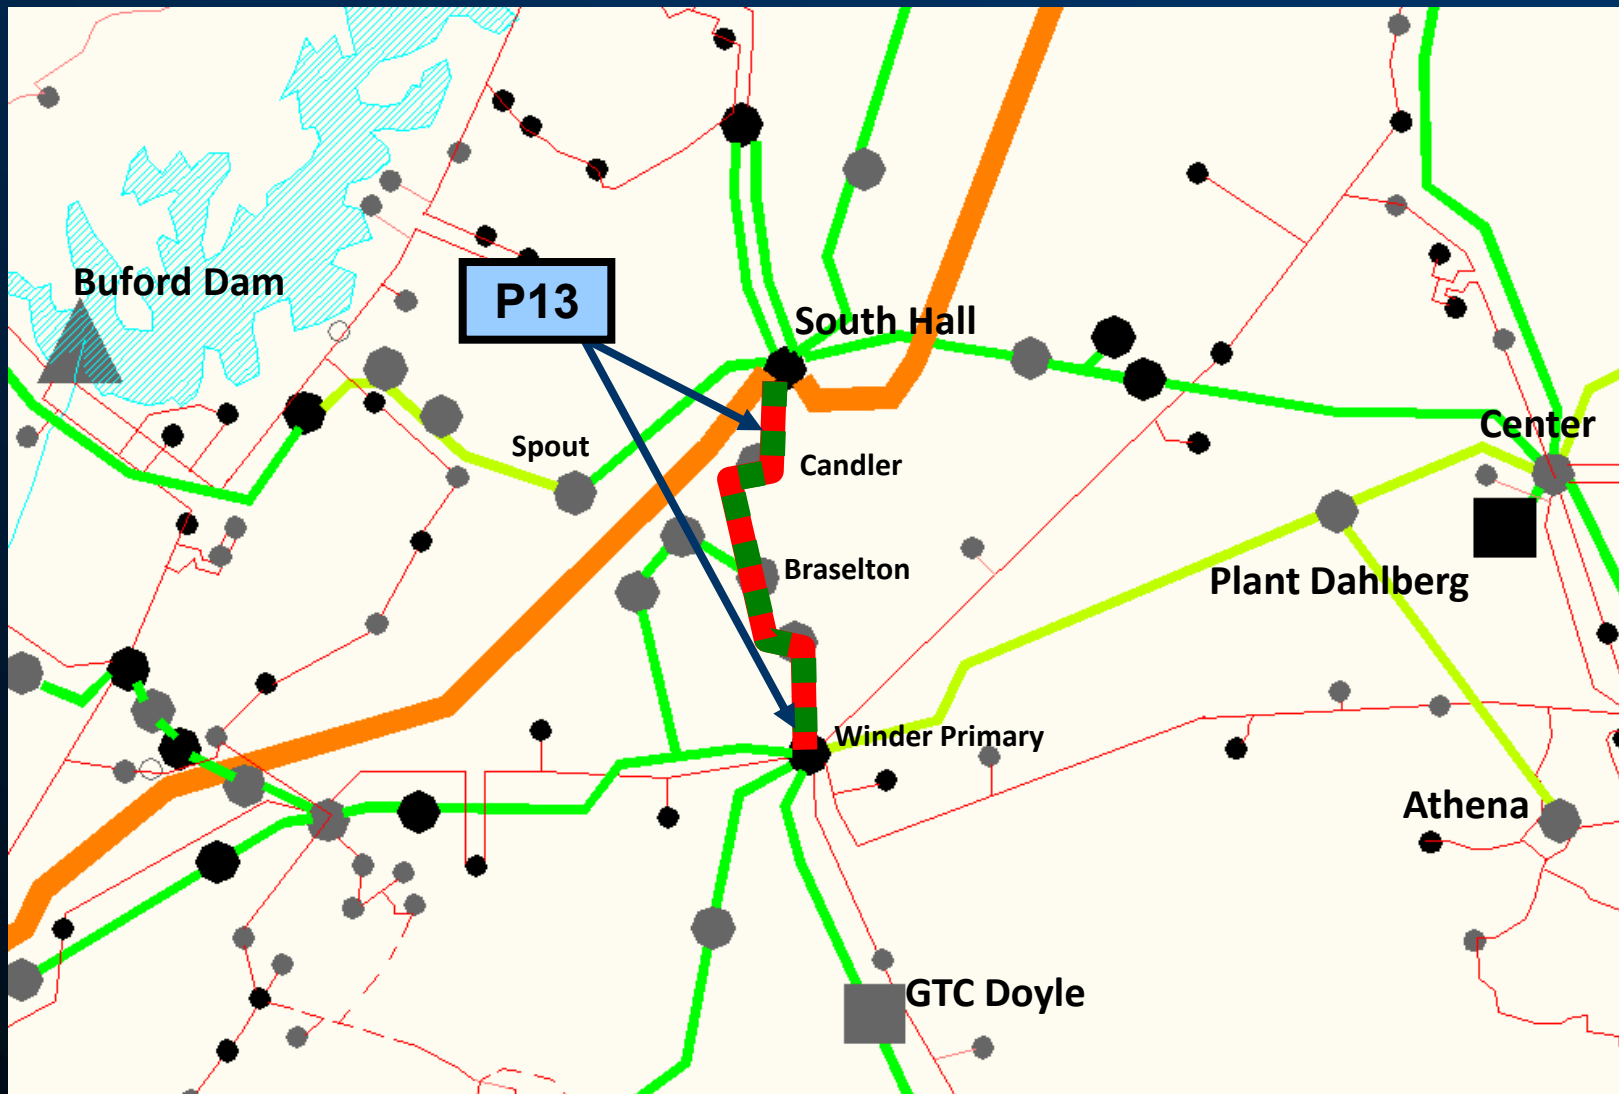 Buford Dam
P13
South Hall
Center
Spout
Candler
Braselton
Plant Dahlberg
Winder Primary
Athena
GTC Doyle